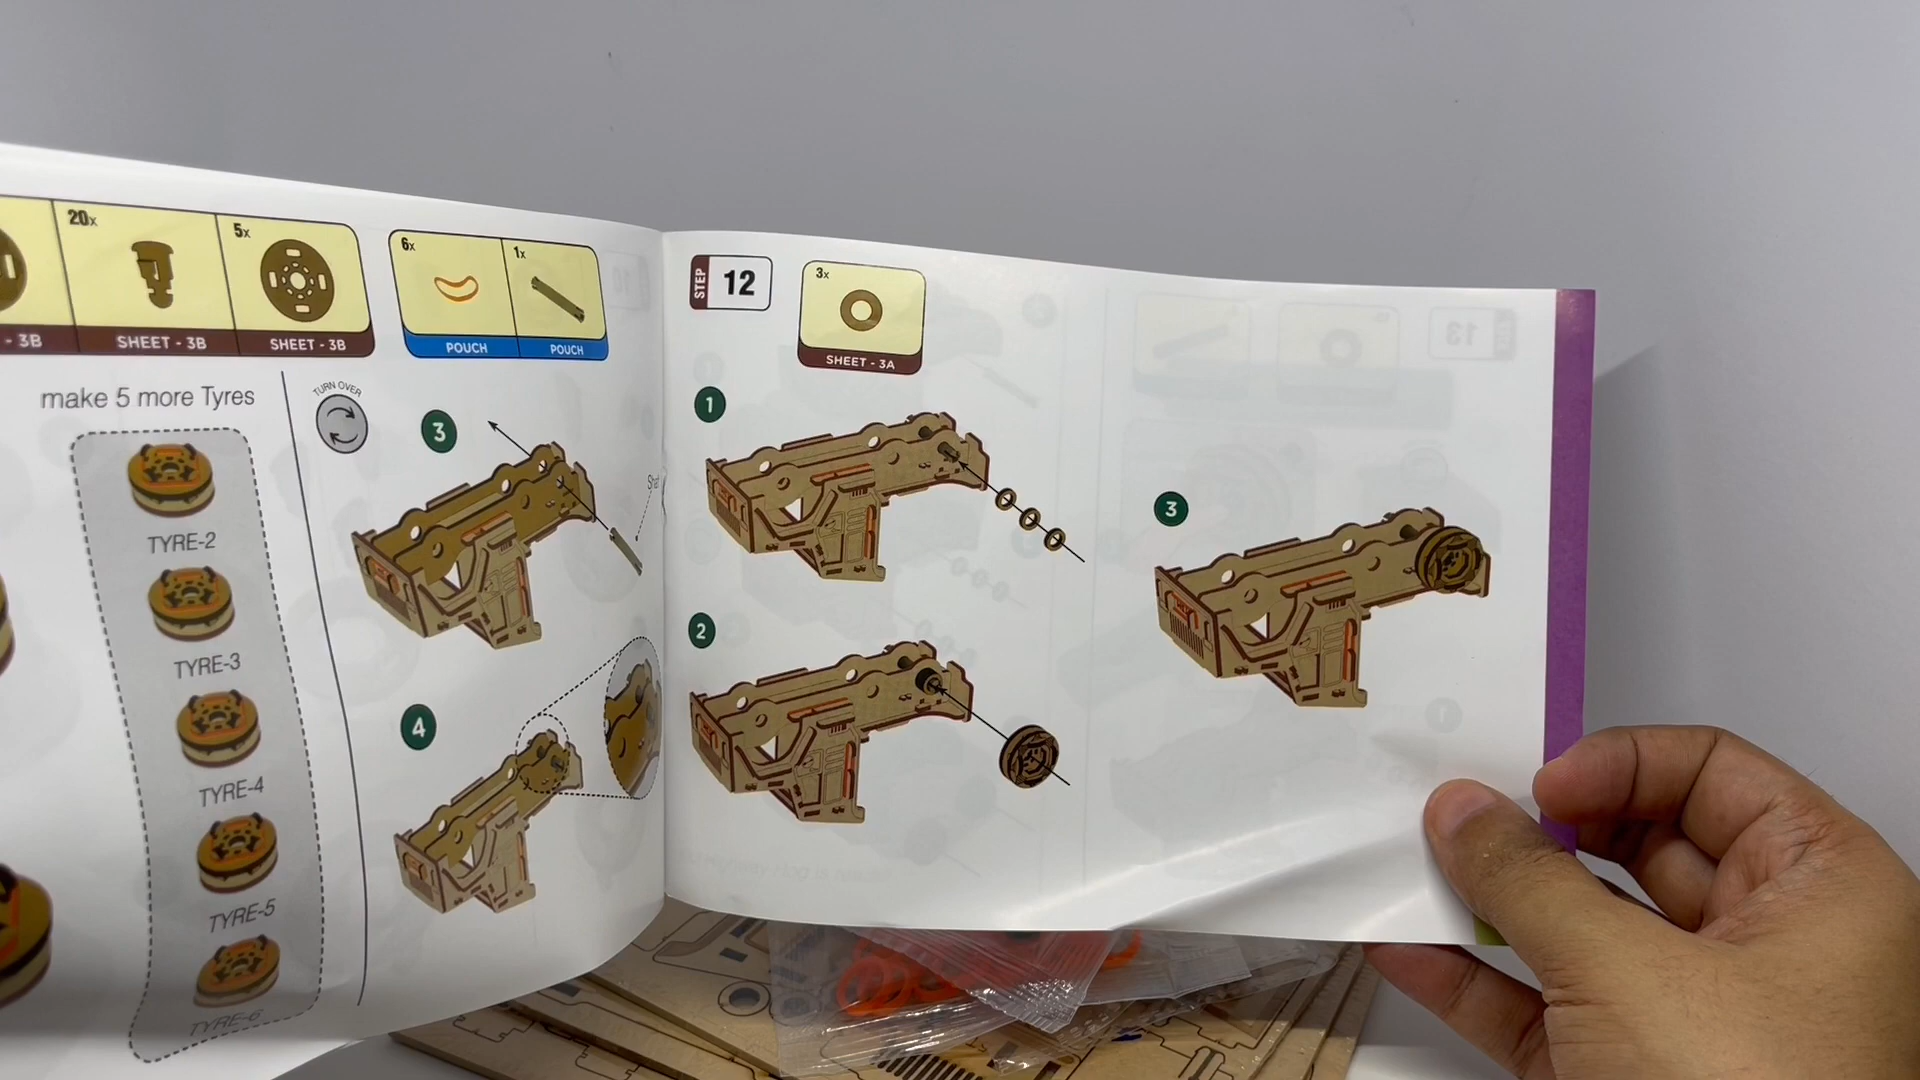 20x
5x
- 3B
SHEET - 3B
SHEET - 3B
6x
1x
POUCH
POUCH
make 5 more Tyres
TYRE-2
TYRE-3
TYRE-4
TYRE-5
TYRE-6
TURN OVER
3
4
STEP
12
3x
SHEET - 3A
1
2
3